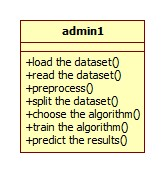 admin1
+load the dataset()
+read the dataset()
+preprocess()
+split the dataset()
+choose the algorithm()
+train the algorithm()
+predict the results()